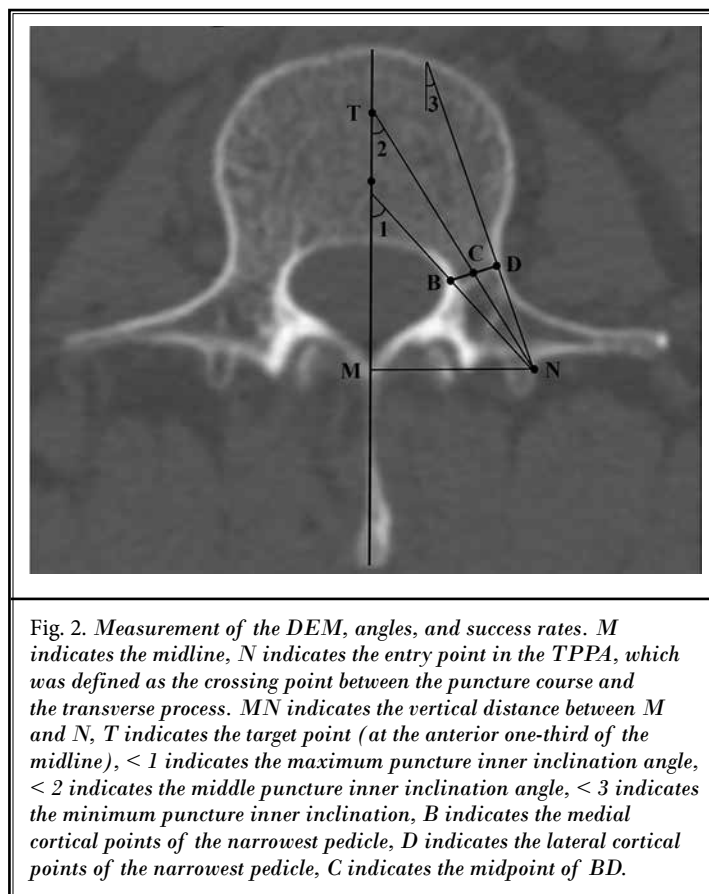 T
3
2
1
C
D
B
M
N
Fig. 2. Measurement of the DEM, angles, and success rates. M
indicates the midline, N indicates the entry point in the TPPA, which
was defined as the crossing point between the puncture course and
the transverse process. MN indicates the vertical distance between M
and N, T indicates the target point (at the anterior one-third of the
midline), < 1 indicates the maximum puncture inner inclination angle,
< 2 indicates the middle puncture inner inclination angle, < 3 indicates
the minimum puncture inner inclination, B indicates the medial
cortical points of the narrowest pedicle, D indicates the lateral cortical
points of the narrowest pedicle, C indicates the midpoint of BD.